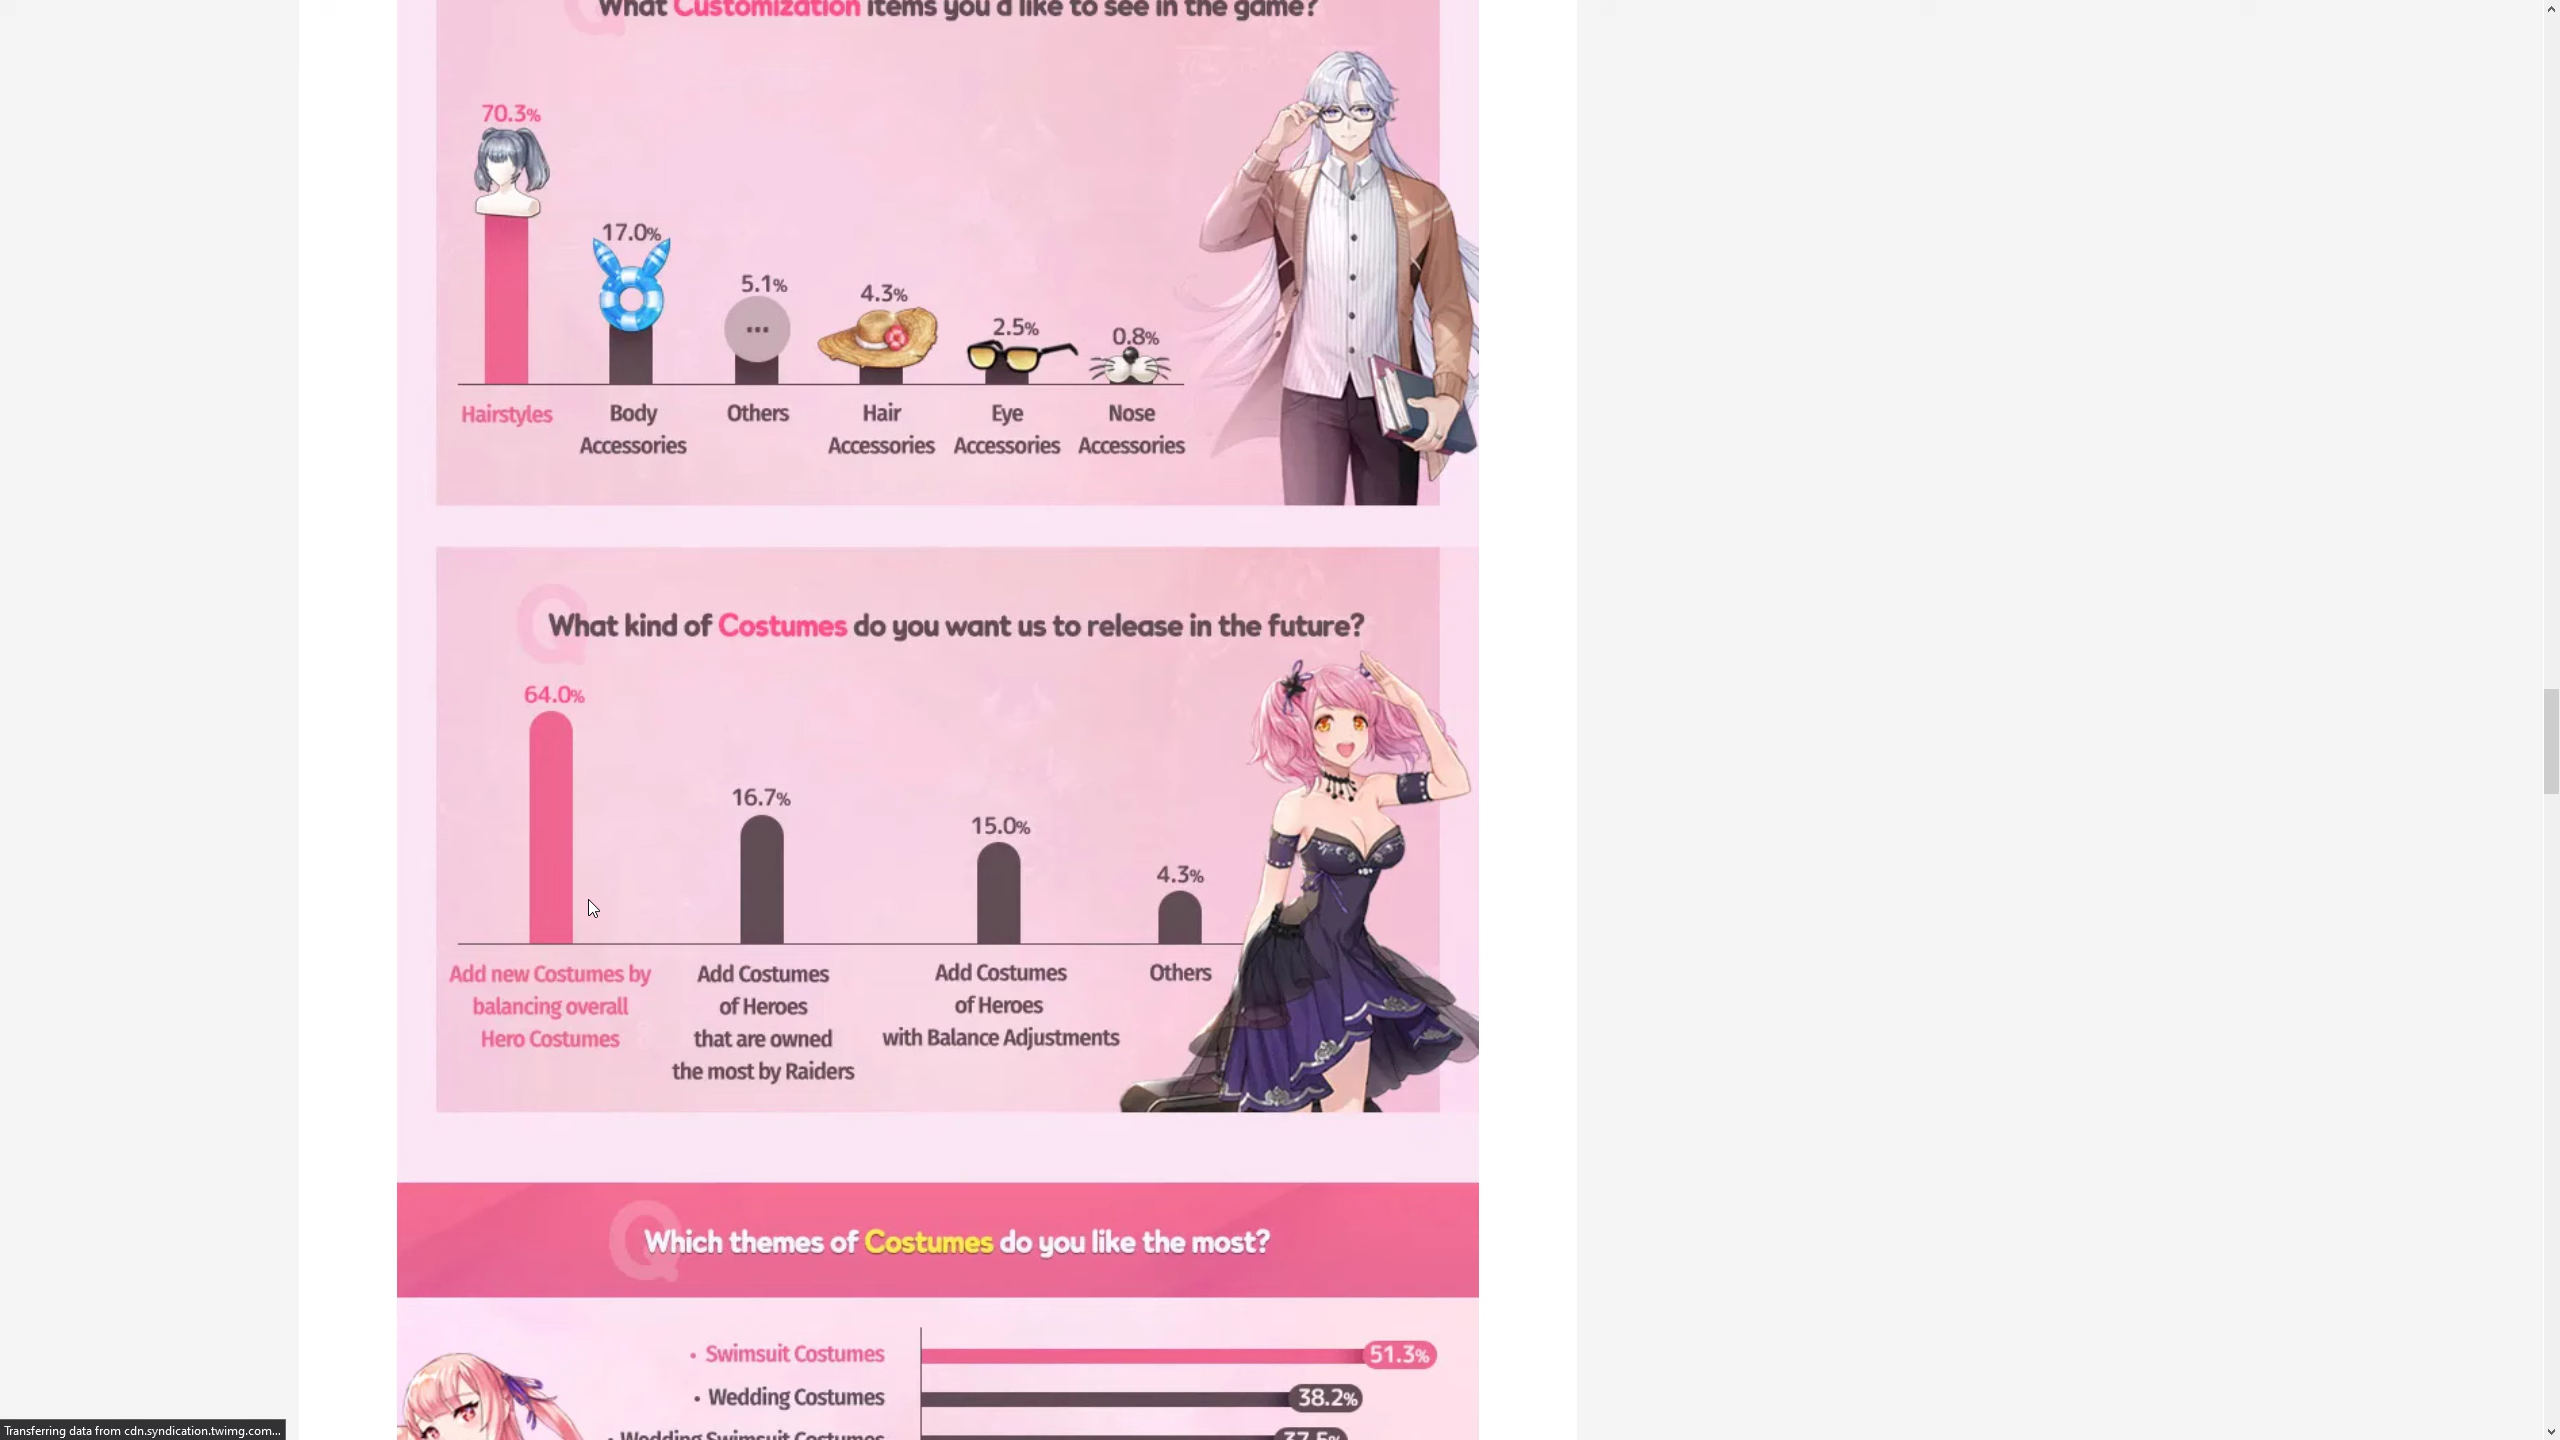 What Customization items you'd like to see in the game?
70.3%
17.0%
5.1%
4.3%
2.5%
0.8%
Hairstyles
Body
Accessories
Others
Hair
Accessories
Eye
Accessories
Nose
Accessories
Q
What kind of Costumes do you want us to release in the future?
64.0%
16.7%
15.0%
4.3%
Add new Costumes by
balancing overall
Hero Costumes
Add Costumes
of Heroes
that are owned
the most by Raiders
Add Costumes
of Heroes
with Balance Adjustments
Others
Q
Which themes of Costumes do you like the most?
• Swimsuit Costumes 51.3%
• Wedding Costumes 38.2%
• Wedding Swimsuit Costumes 37.5%
Transferring data from cdn.syndication.twimg.com...